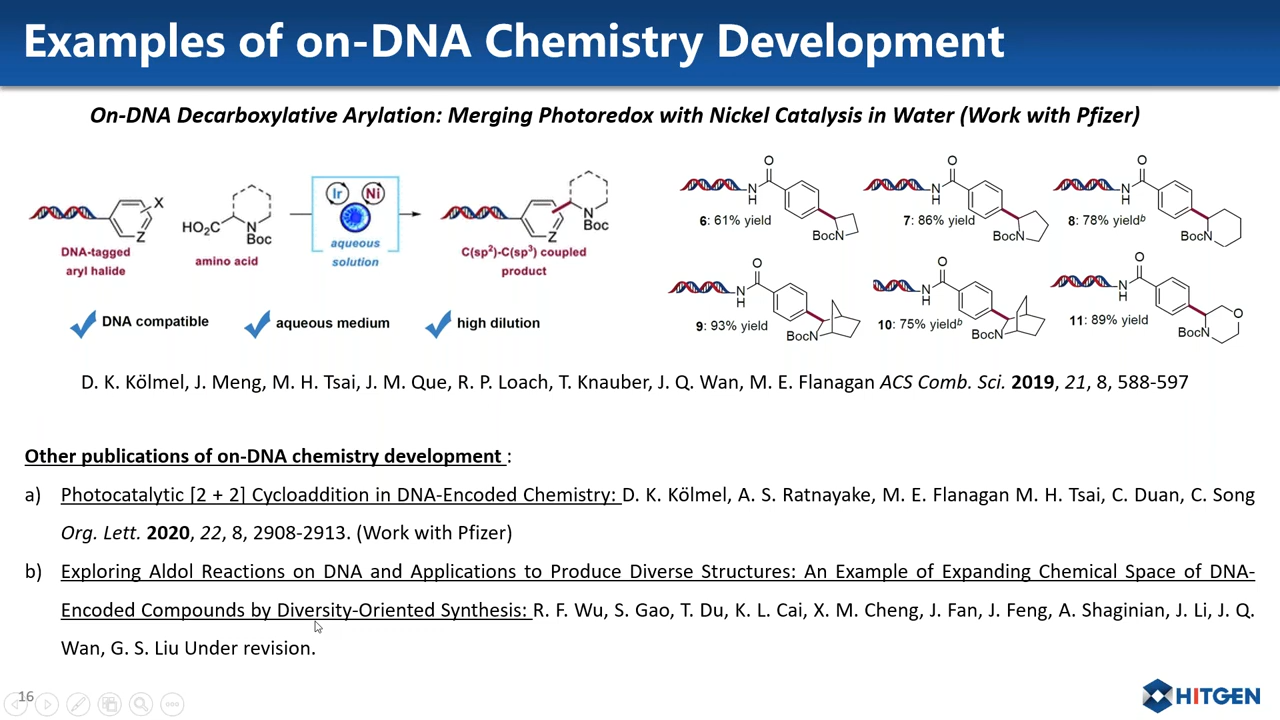 Examples of on-DNA Chemistry Development
On-DNA Decarboxylative Arylation: Merging Photoredox with Nickel Catalysis in Water (Work with Pfizer)
X
Z
DNA-tagged
aryl halide
HO2C
N
Boc
amino acid
Ir
Ni
aqueous
solution
Z
N
Boc
C(sp²)-C(sp³) coupled
product
DNA compatible
aqueous medium
high dilution
O
N
H
BocN
6: 61% yield
O
N
H
BocN
7: 86% yield
O
N
H
BocN
8: 78% yieldᵇ
O
N
H
BocN
9: 93% yield
O
N
H
BocN
10: 75% yieldᵇ
O
N
H
BocN
O
11: 89% yield
D. K. Kölmel, J. Meng, M. H. Tsai, J. M. Que, R. P. Loach, T. Knauber, J. Q. Wan, M. E. Flanagan ACS Comb. Sci. 2019, 21, 8, 588-597
Other publications of on-DNA chemistry development :
a) Photocatalytic [2 + 2] Cycloaddition in DNA-Encoded Chemistry: D. K. Kölmel, A. S. Ratnayake, M. E. Flanagan M. H. Tsai, C. Duan, C. Song
Org. Lett. 2020, 22, 8, 2908-2913. (Work with Pfizer)
b) Exploring Aldol Reactions on DNA and Applications to Produce Diverse Structures: An Example of Expanding Chemical Space of DNA-
Encoded Compounds by Diversity-Oriented Synthesis: R. F. Wu, S. Gao, T. Du, K. L. Cai, X. M. Cheng, J. Fan, J. Feng, A. Shaginian, J. Li, J. Q.
Wan, G. S. Liu Under revision.
16
HITGEN